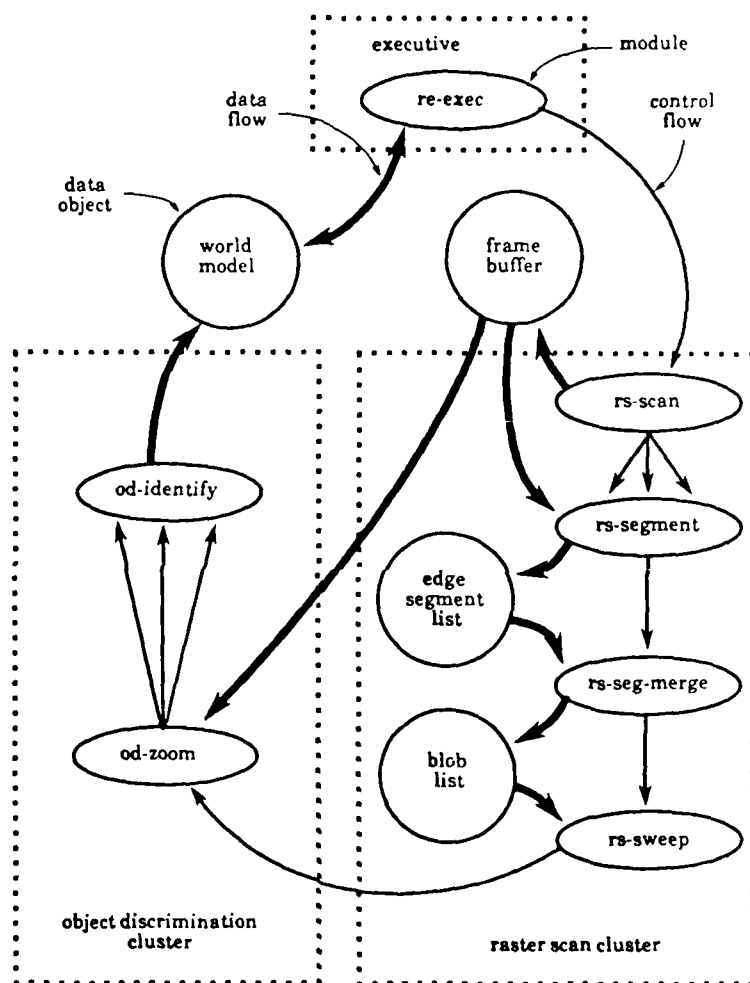 executive
module
re-exec
data
flow
control
flow
data
object
world
model
frame
buffer
rs-scan
od-identify
rs-segment
edge
segment
list
rs-seg-merge
od-zoom
blob
list
rs-sweep
object discrimination
cluster
raster scan cluster